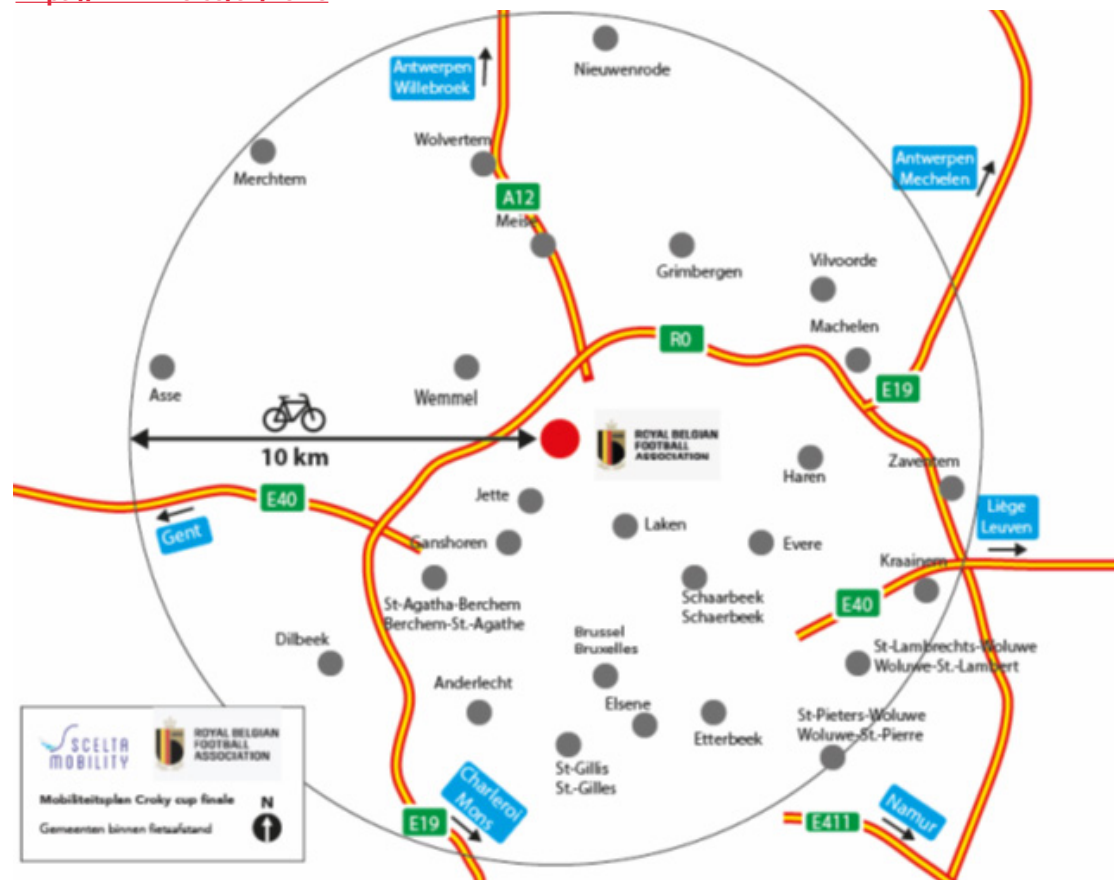 Nieuwenrode
Antwerpen
Willebroek
Wolvertem
Merchtem
Antwerpen
Mechelen
A12
Meise
Grimbergen
Vilvoorde
Machelen
R0
Asse
Wemmel
E19
10 km
ROYAL BELGIAN
FOOTBALL
ASSOCIATION
Haren
Zaventem
Jette
E40
Gent
Laken
Liège
Leuven
Ganshoren
Evere
Kraainem
St-Agatha-Berchem
Berchem-St.-Agathe
Schaarbeek
Schaerbeek
E40
Dilbeek
Brussel
Bruxelles
St-Lambrechts-Woluwe
Woluwe-St.-Lambert
Anderlecht
Elsene
Etterbeek
St-Pieters-Woluwe
Woluwe-St.-Pierre
St-Gillis
St.-Gilles
Charleroi
Mons
E19
E411
Namur
SCELTA
MOBILITY
ROYAL BELGIAN
FOOTBALL
ASSOCIATION
Mobiliteitsplan Croky cup finale
N
Gemeenten binnen fietsafstand